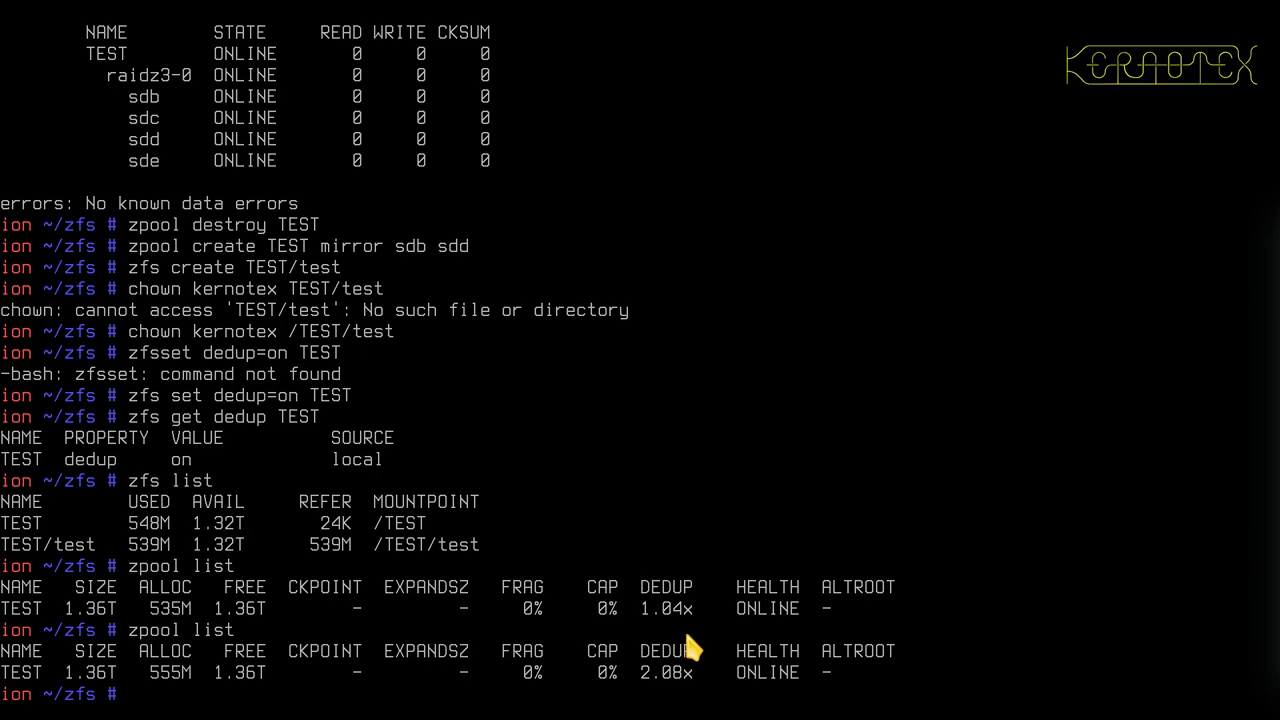 NAME STATE READ WRITE CKSUM
KERNOTEX
TEST ONLINE 0 0 0
raidz3-0 ONLINE 0 0 0
sdb ONLINE 0 0 0
sdc ONLINE 0 0 0
sdd ONLINE 0 0 0
sde ONLINE 0 0 0
errors: No known data errors
ion ~/zfs # zpool destroy TEST
ion ~/zfs # zpool create TEST mirror sdb sdd
ion ~/zfs # zfs create TEST/test
ion ~/zfs # chown kernotex TEST/test
chown: cannot access 'TEST/test': No such file or directory
ion ~/zfs # chown kernotex /TEST/test
ion ~/zfs # zfsset dedup=on TEST
-bash: zfsset: command not found
ion ~/zfs # zfs set dedup=on TEST
ion ~/zfs # zfs get dedup TEST
NAME PROPERTY VALUE SOURCE
TEST dedup on local
ion ~/zfs # zfs list
NAME USED AVAIL REFER MOUNTPOINT
TEST 548M 1.32T 24K /TEST
TEST/test 539M 1.32T 539M /TEST/test
ion ~/zfs # zpool list
NAME SIZE ALLOC FREE CKPOINT EXPANDSZ FRAG CAP DEDUP HEALTH ALTROOT
TEST 1.36T 535M 1.36T - - 0% 0% 1.04x ONLINE -
ion ~/zfs # zpool list
NAME SIZE ALLOC FREE CKPOINT EXPANDSZ FRAG CAP DEDUP HEALTH ALTROOT
TEST 1.36T 555M 1.36T - - 0% 0% 2.08x ONLINE -
ion ~/zfs #